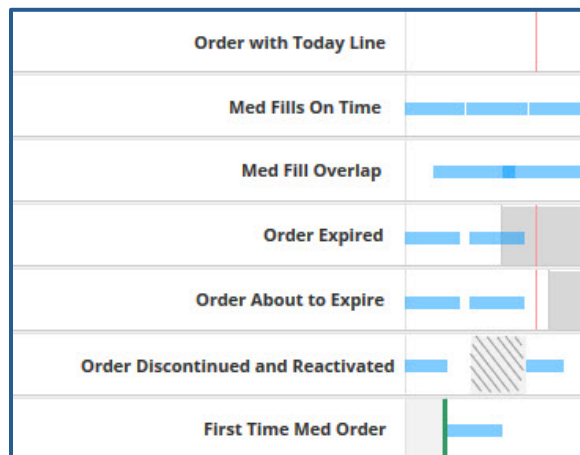 Order with Today Line
Med Fills On Time
Med Fill Overlap
Order Expired
Order About to Expire
Order Discontinued and Reactivated
First Time Med Order